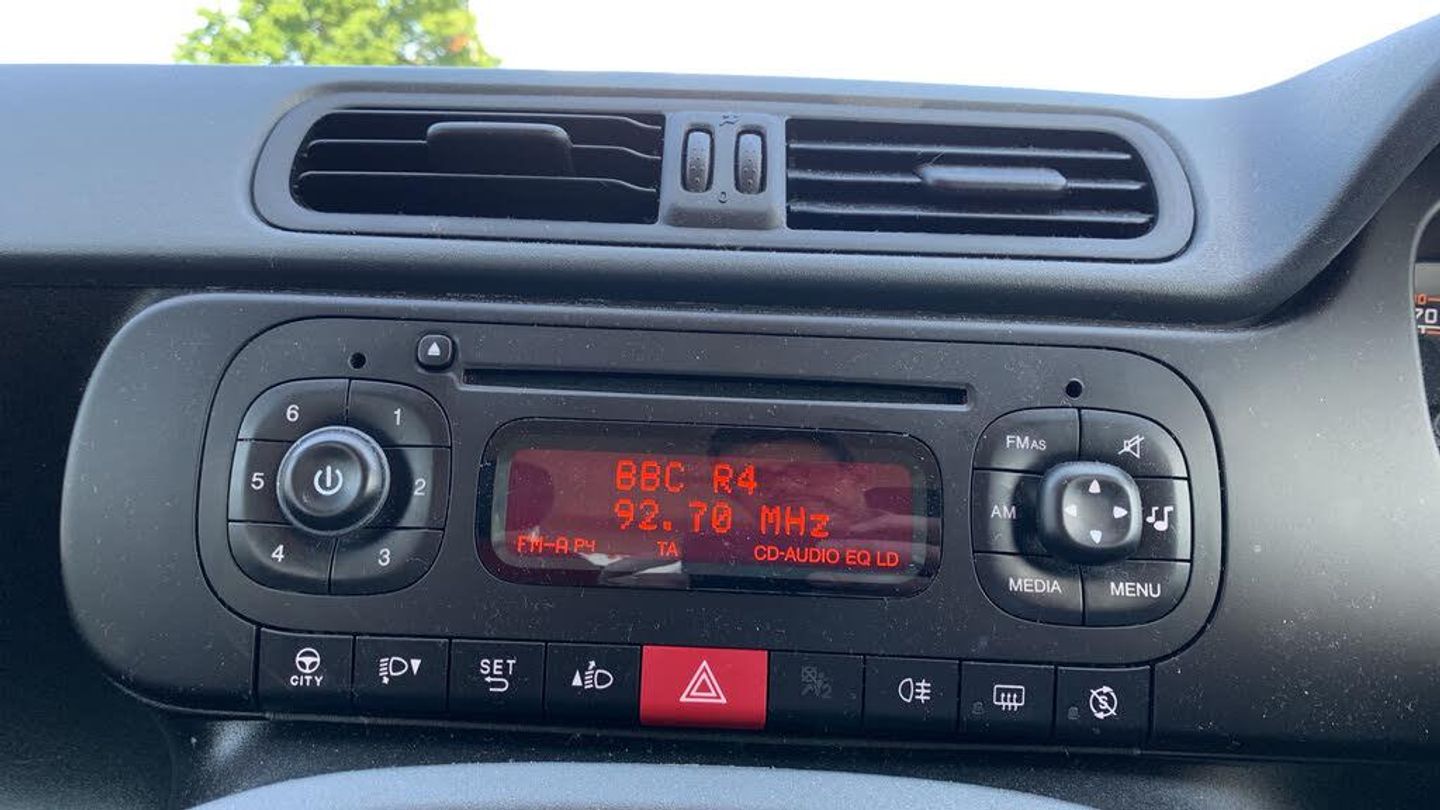 6 1
5 2
4 3
BBC R4
92.70 MHz
FM-A P4 TA CD-AUDIO EQ LD
FM AS
AM
MEDIA MENU
CITY
SET
70